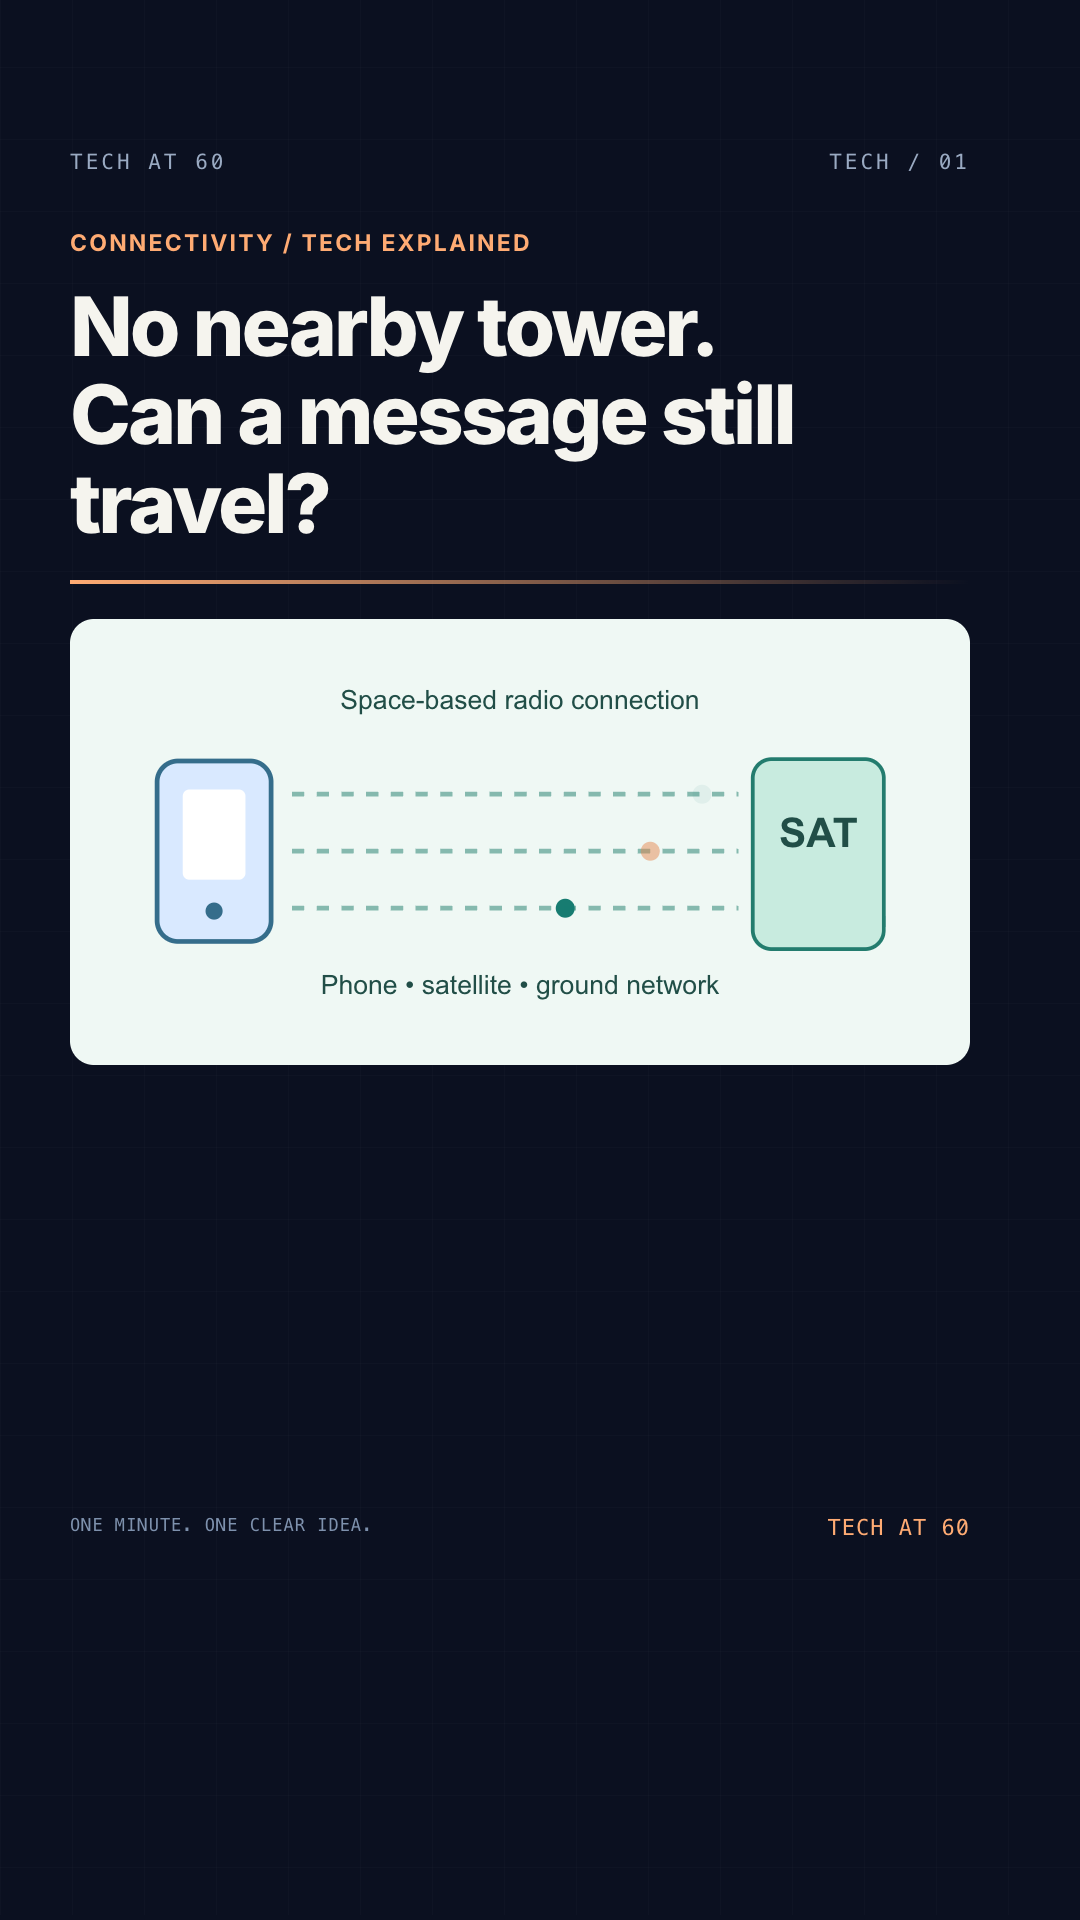 TECH AT 60
TECH / 01
CONNECTIVITY / TECH EXPLAINED
No nearby tower.
Can a message still
travel?
Space-based radio connection
SAT
Phone • satellite • ground network
ONE MINUTE. ONE CLEAR IDEA.
TECH AT 60